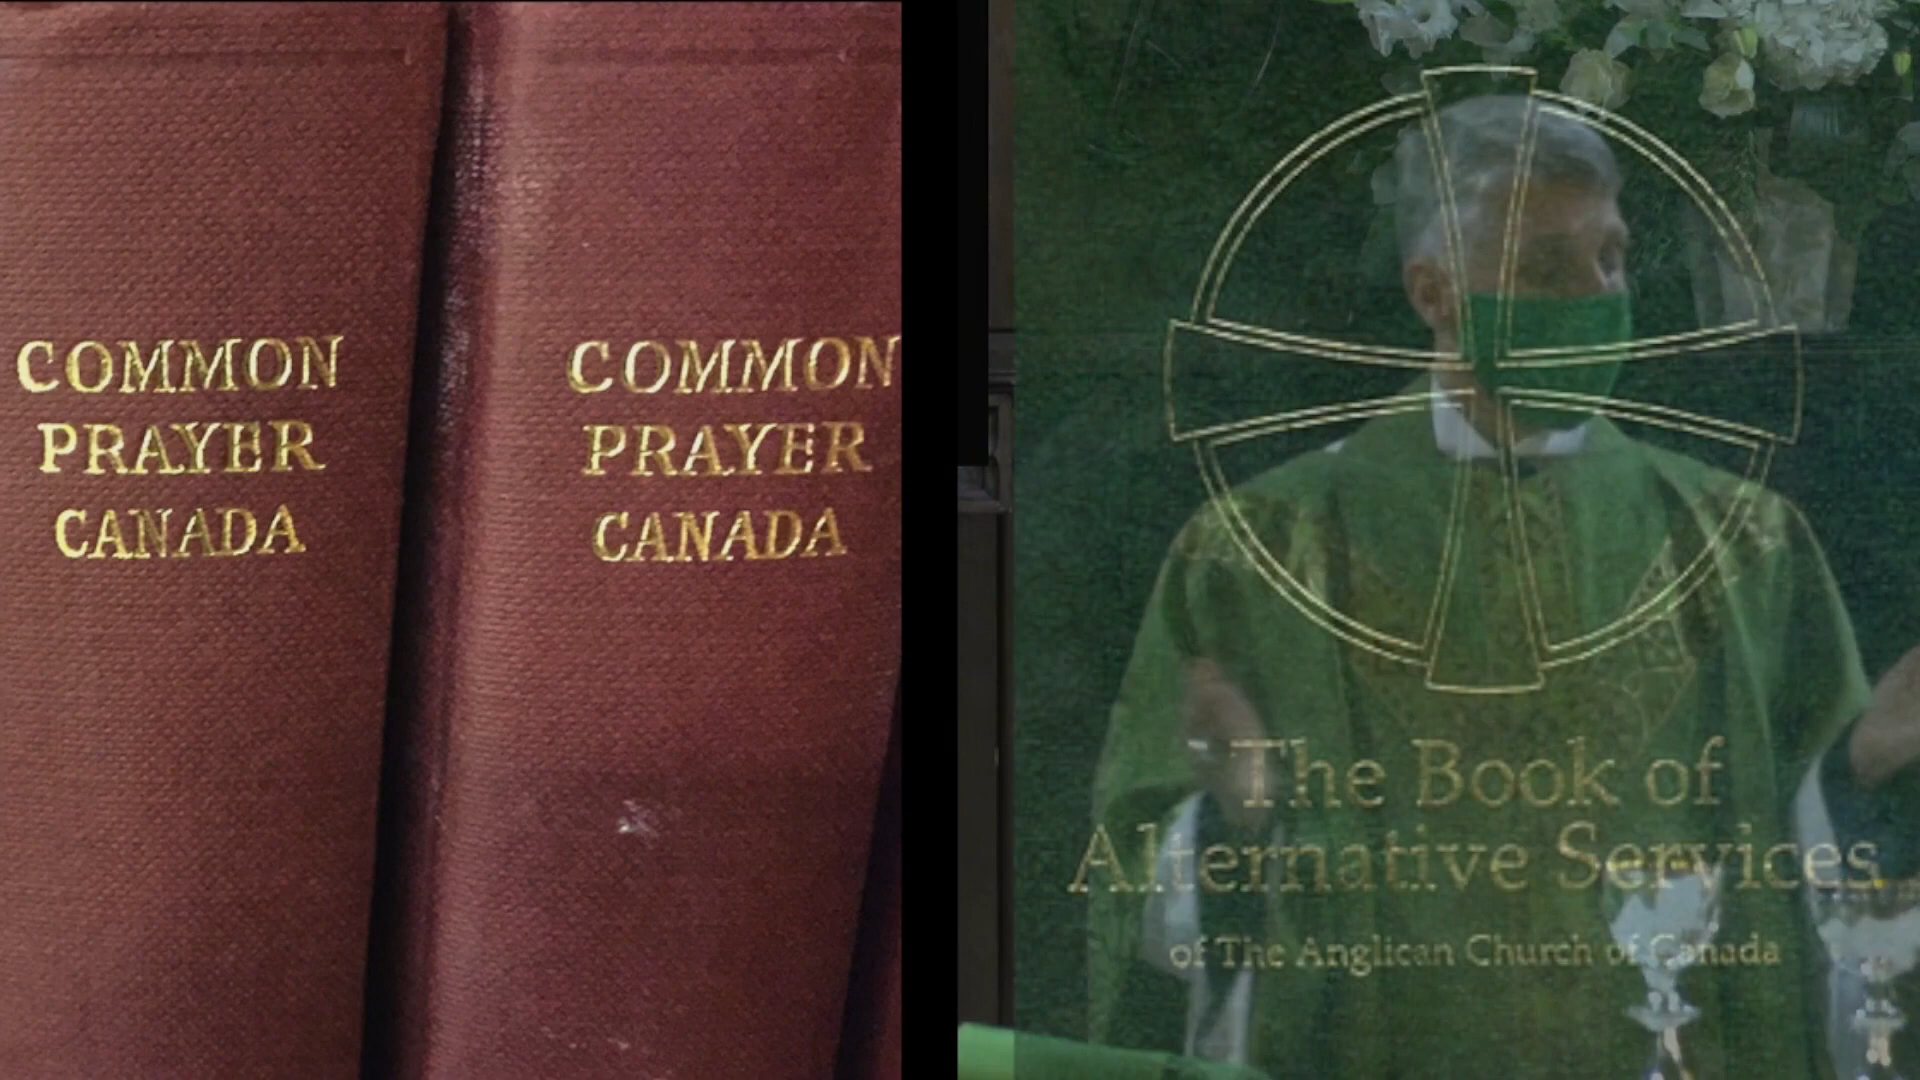 COMMON
PRAYER
CANADA
COMMON
PRAYER
CANADA
The Book of
Alternative Services
of The Anglican Church of Canada